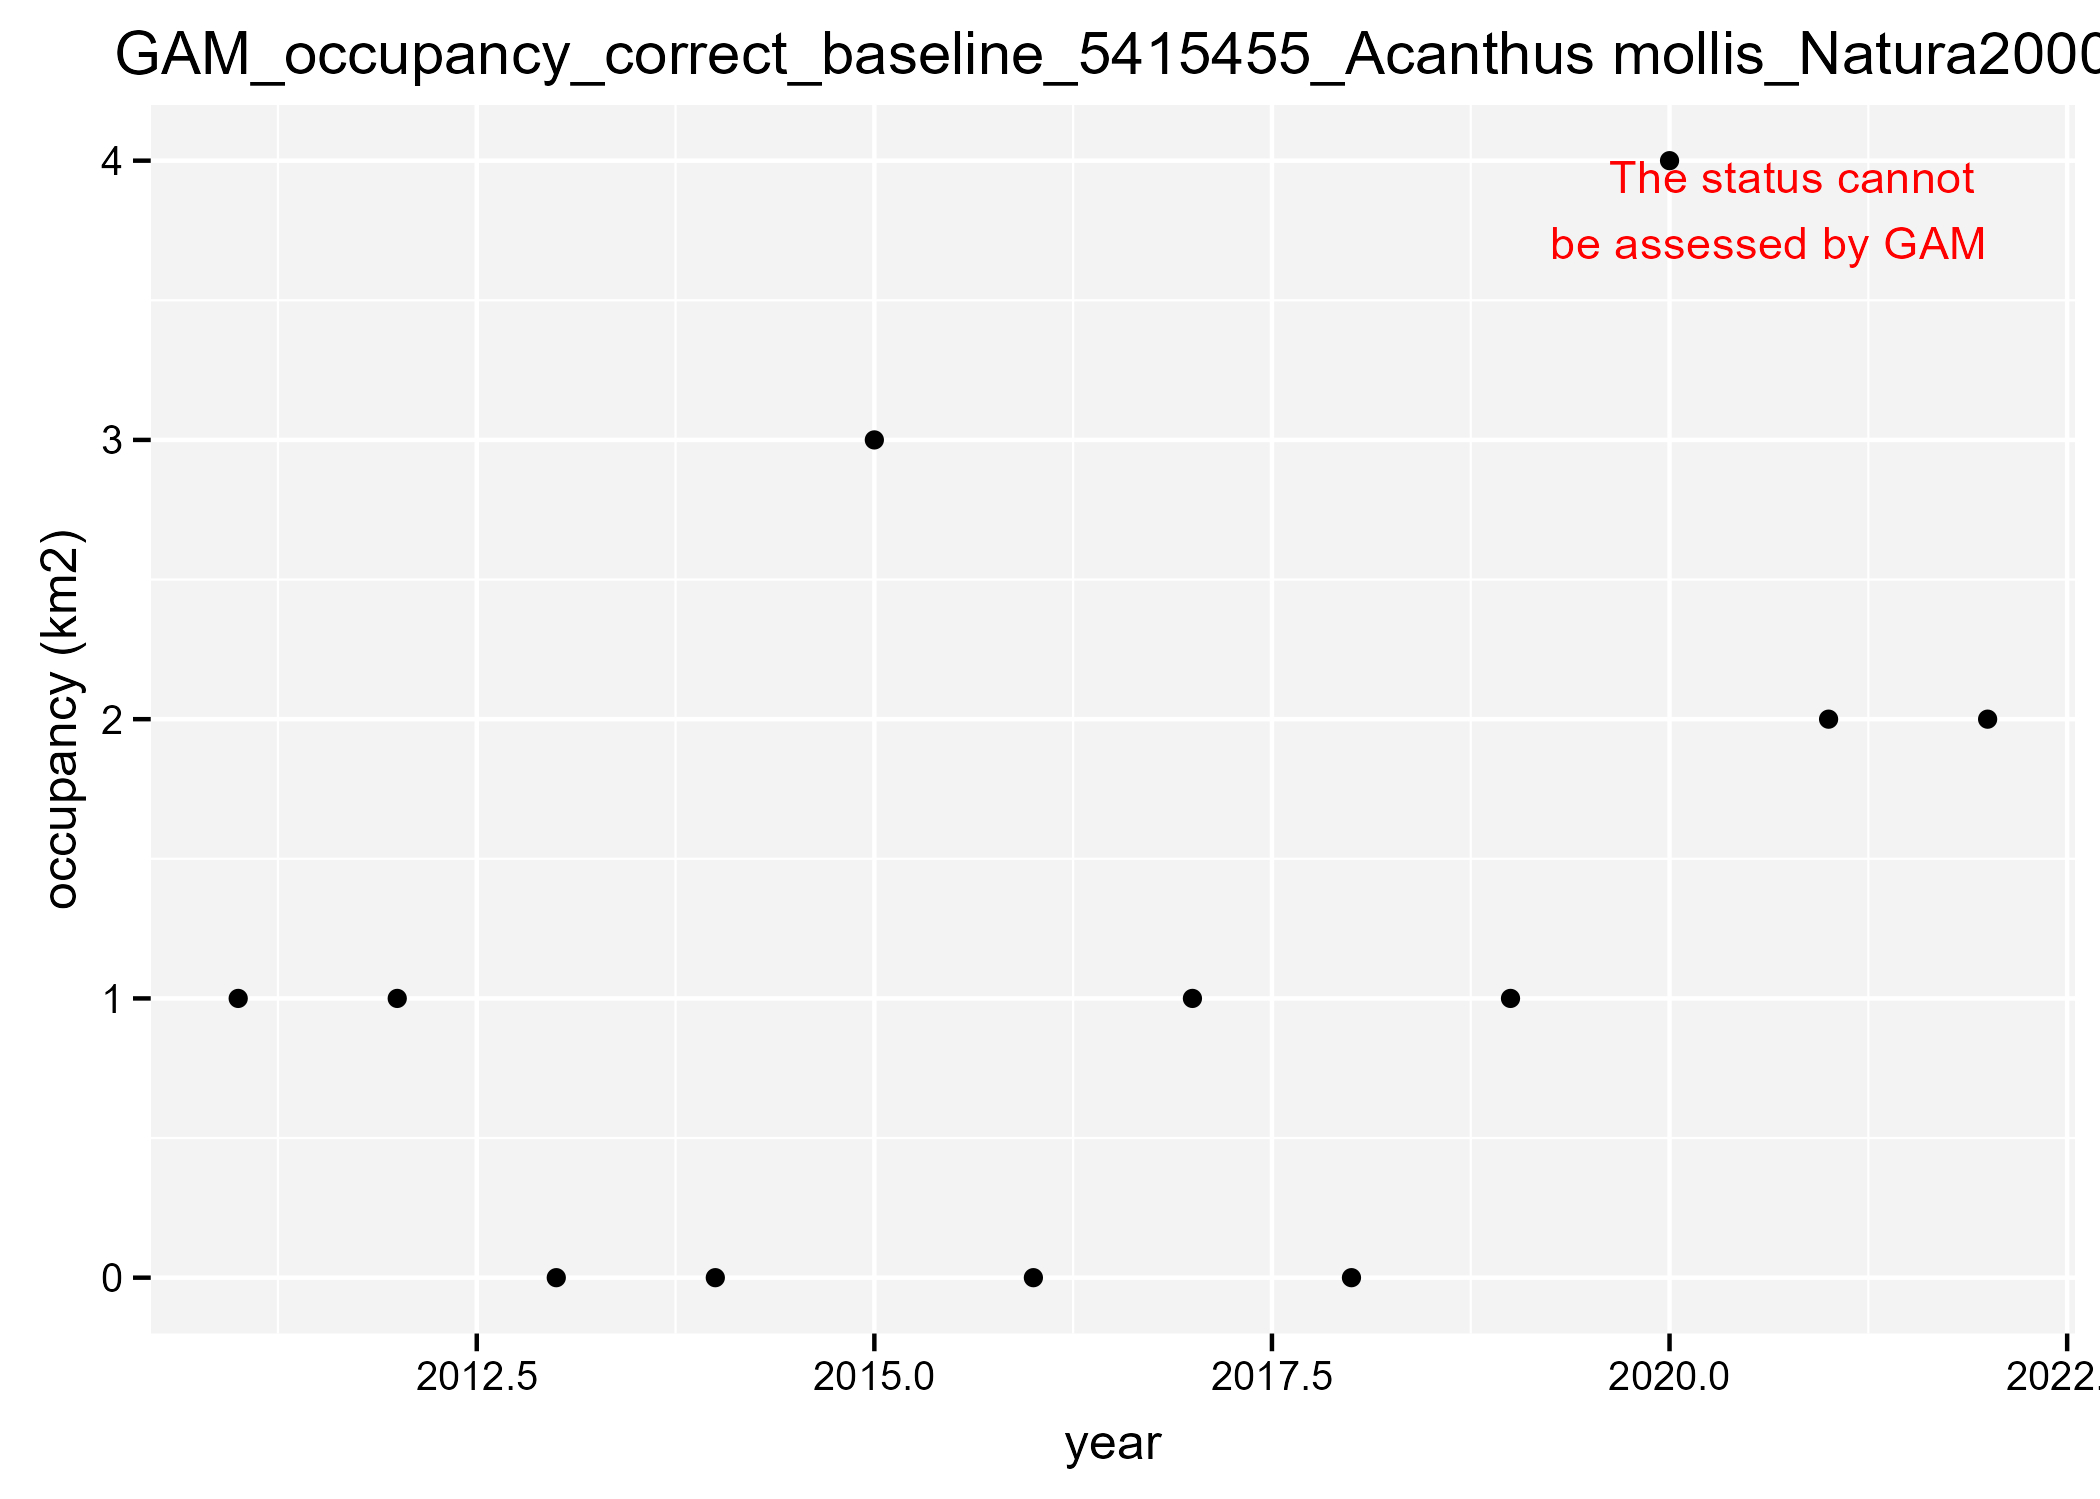 GAM_occupancy_correct_baseline_5415455_Acanthus mollis_Natura2000
4
The status cannot
be assessed by GAM
3
2
1
0
occupancy (km2)
2012.5
2015.0
2017.5
2020.0
2022.
year